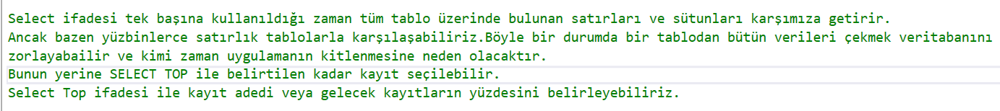 Select ifadesi tek başına kullanıldığı zaman tüm tablo üzerinde bulunan satırları ve sütunları karşımıza getirir.
Ancak bazen yüzbinlerce satırlık tablolarla karşılaşabiliriz.Böyle bir durumda bir tablodan bütün verileri çekmek veritabanını
zorlayabailir ve kimi zaman uygulamanın kitlenmesine neden olacaktır.
Bunun yerine SELECT TOP ile belirtilen kadar kayıt seçilebilir.
Select Top ifadesi ile kayıt adedi veya gelecek kayıtların yüzdesini belirleyebiliriz.